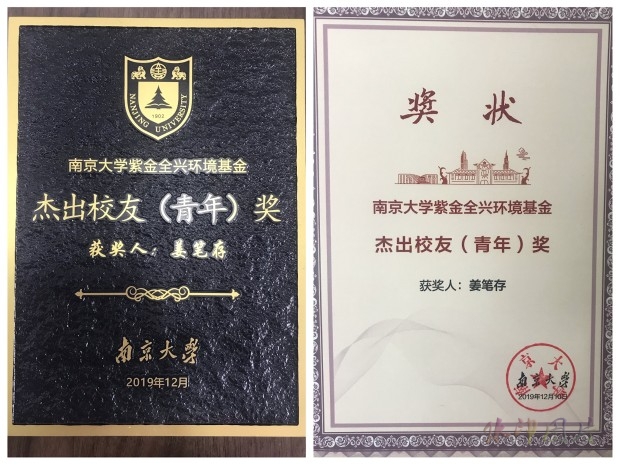 1902
NANJING UNIVERSITY
南京大学紫金全兴环境基金
杰出校友（青年）奖
获奖人：姜笔存
南京大学
2019年12月
奖状
南京大学紫金全兴环境基金
杰出校友（青年）奖
获奖人：姜笔存
南京大学
2019年12月10日